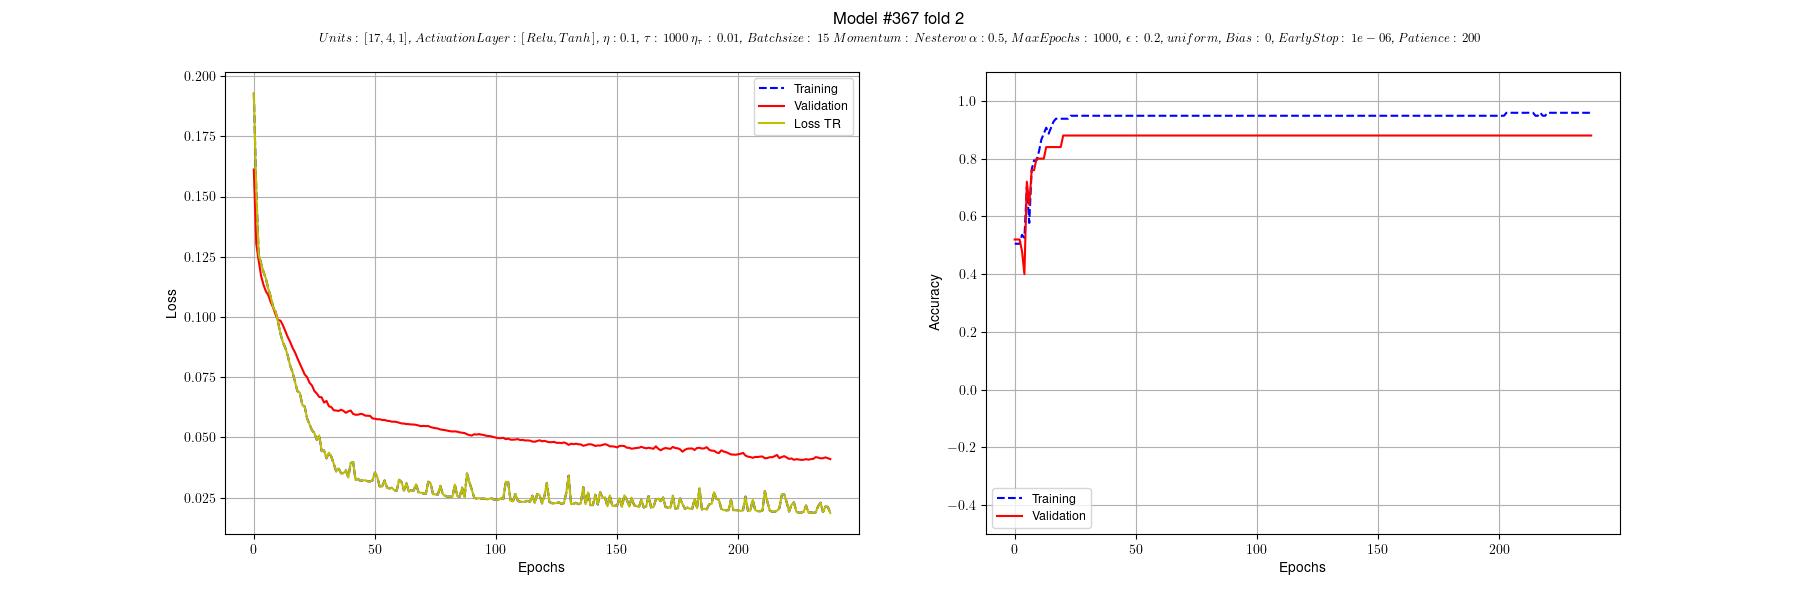 Model #367 fold 2
Units : [17, 4, 1], ActivationLayer : [Relu, Tanh], η : 0.1, τ : 1000 ητ : 0.01, Batchsize : 15 Momentum : Nesterov α : 0.5, MaxEpochs : 1000, ϵ : 0.2, uniform, Bias : 0, EarlyStop : 1e − 06, Patience : 200
0.200
0.175
0.150
0.125
0.100
0.075
0.050
0.025
Loss
Training
Validation
Loss TR
0 50 100 150 200
Epochs
1.0
0.8
0.6
0.4
0.2
0.0
−0.2
−0.4
Accuracy
Training
Validation
0 50 100 150 200
Epochs